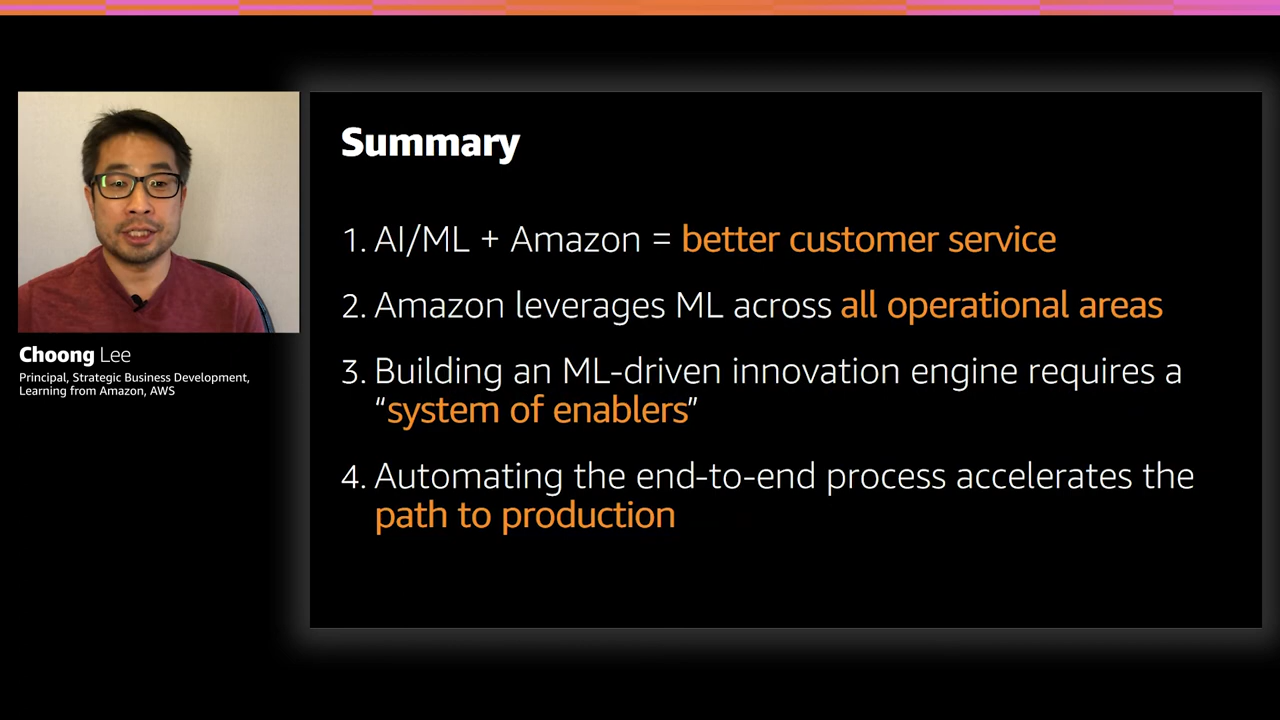 Summary
1. AI/ML + Amazon = better customer service
2. Amazon leverages ML across all operational areas
3. Building an ML-driven innovation engine requires a
“system of enablers”
4. Automating the end-to-end process accelerates the
path to production
Choong Lee
Principal, Strategic Business Development,
Learning from Amazon, AWS